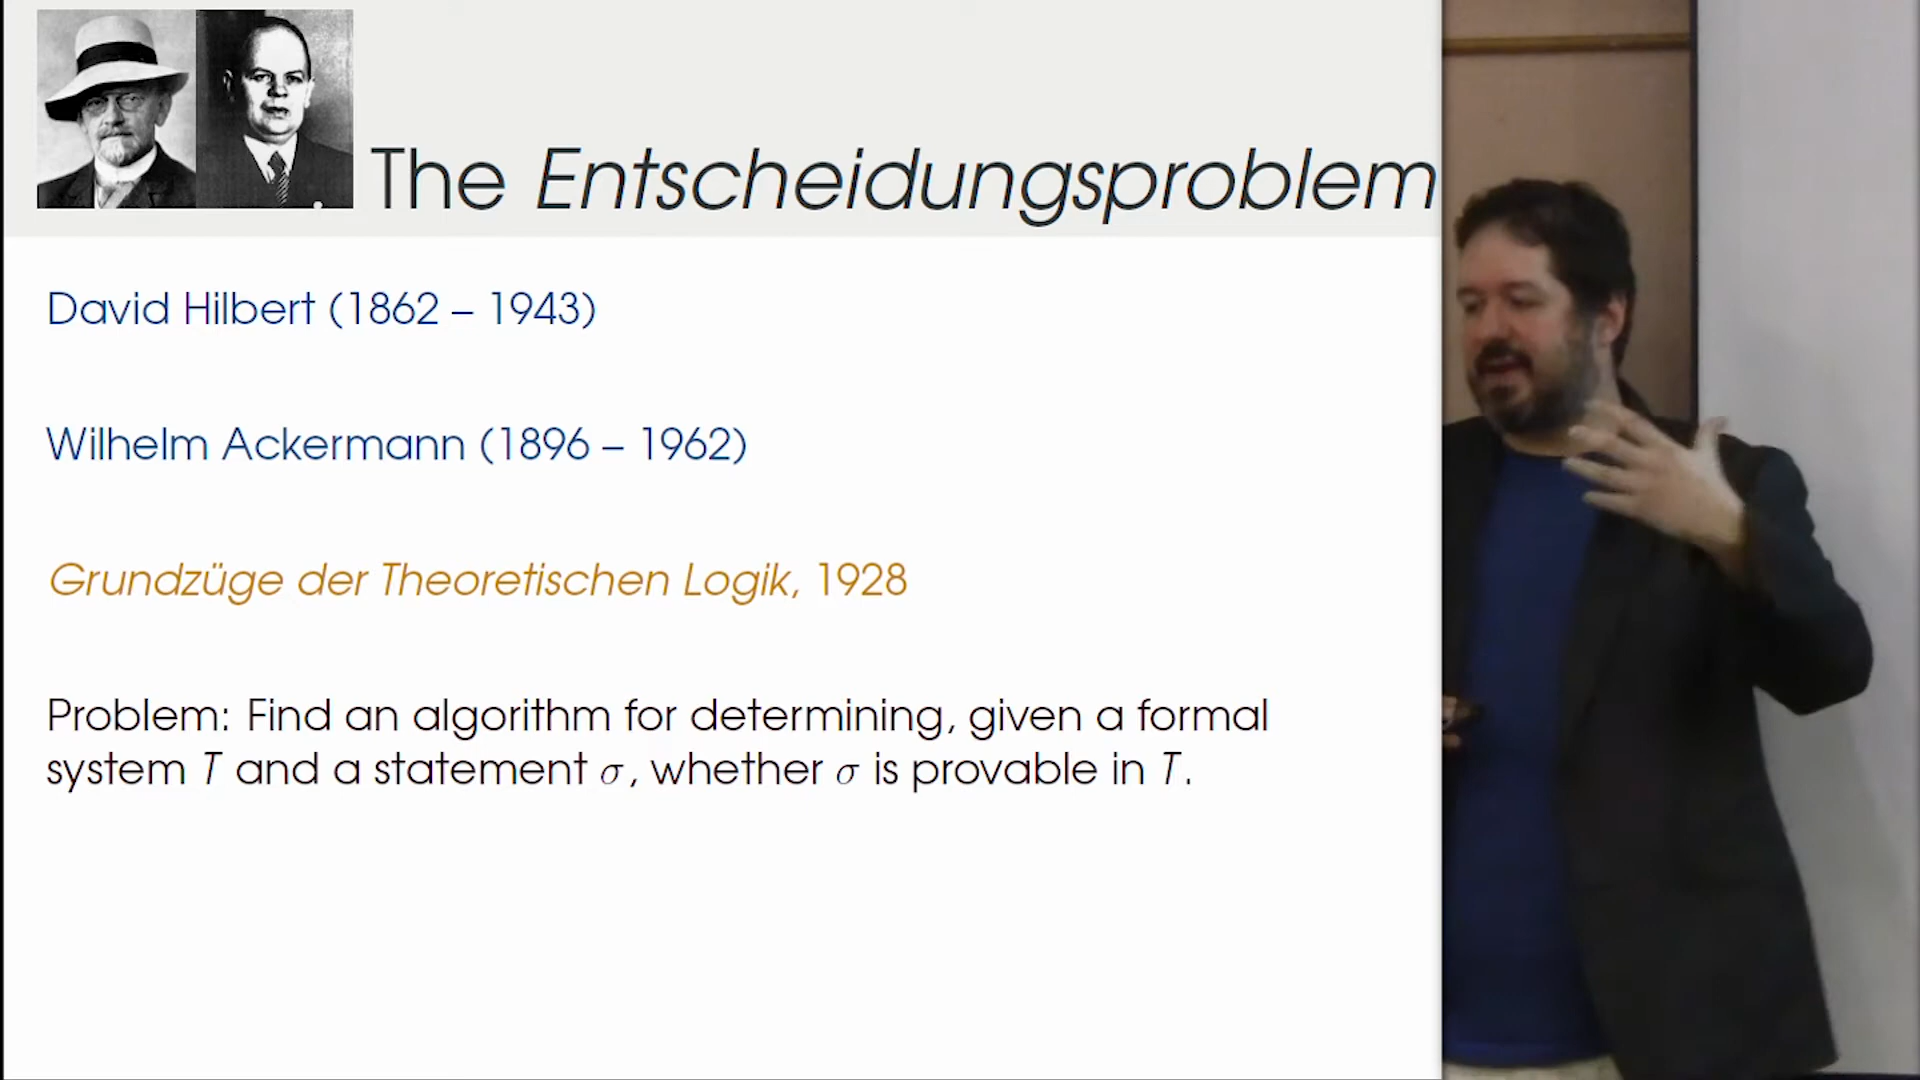 The Entscheidungsproblem
David Hilbert (1862 – 1943)
Wilhelm Ackermann (1896 – 1962)
Grundzüge der Theoretischen Logik, 1928
Problem: Find an algorithm for determining, given a formal
system T and a statement σ, whether σ is provable in T.